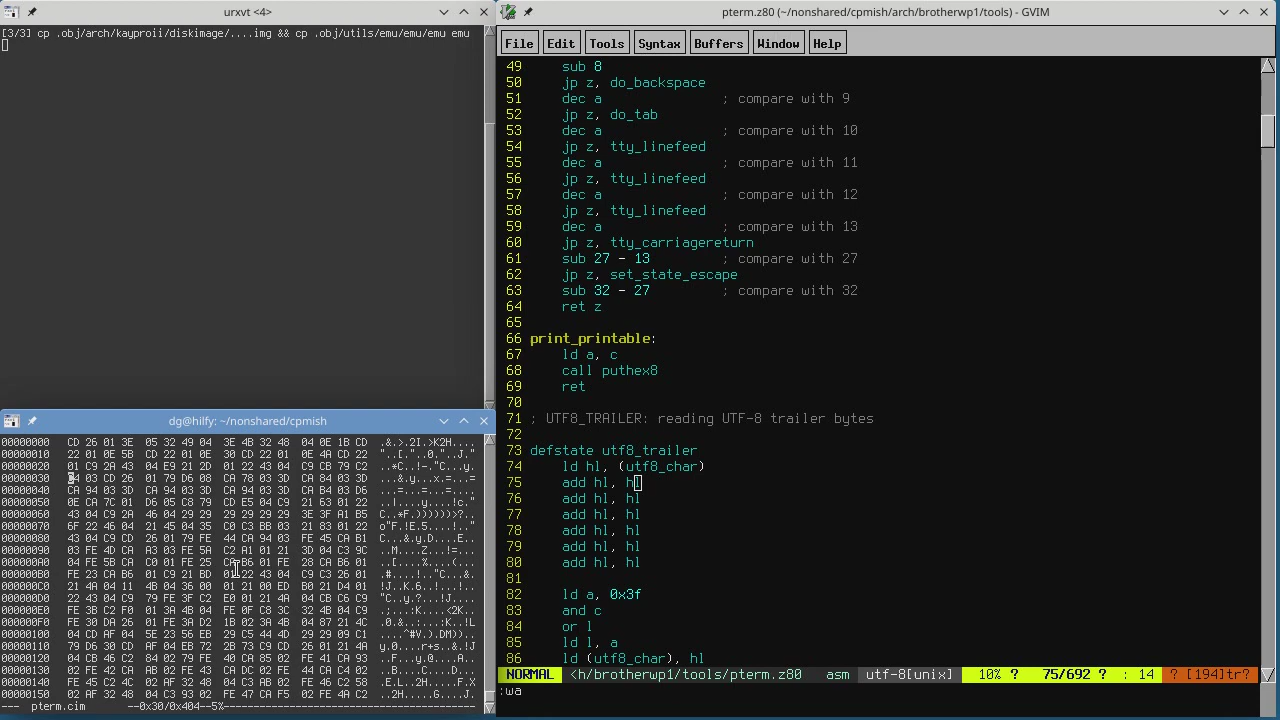 urxvt <4>
[3/3] cp .obj/arch/kayproii/diskimage/....img && cp .obj/utils/emu/emu/emu emu
pterm.z80 (~/nonshared/cpmish/arch/brotherwp1/tools) - GVIM
File Edit Tools Syntax Buffers Window Help
49 sub 8
50 jp z, do_backspace
51 dec a ; compare with 9
52 jp z, do_tab
53 dec a ; compare with 10
54 jp z, tty_linefeed
55 dec a ; compare with 11
56 jp z, tty_linefeed
57 dec a ; compare with 12
58 jp z, tty_linefeed
59 dec a ; compare with 13
60 jp z, tty_carriagereturn
61 sub 27 - 13 ; compare with 27
62 jp z, set_state_escape
63 sub 32 - 27 ; compare with 32
64 ret z
65
66 print_printable:
67 ld a, c
68 call puthex8
69 ret
70
71 ; UTF8_TRAILER: reading UTF-8 trailer bytes
72
73 defstate utf8_trailer
74 ld hl, (utf8_char)
75 add hl, hl
76 add hl, hl
77 add hl, hl
78 add hl, hl
79 add hl, hl
80 add hl, hl
81
82 ld a, 0x3f
83 and c
84 or l
85 ld l, a
86 ld (utf8_char), hl
NORMAL <h/brotherwp1/tools/pterm.z80 asm utf-8[unix] 10% ? 75/692 ? : 14 ? [194]tr?
:wa
dg@hilfy: ~/nonshared/cpmish
00000000 CD 26 01 3E 05 32 49 04 3E 4B 32 48 04 0E 1B CD .&.>.2I.>K2H....
00000010 22 01 0E 5B CD 22 01 0E 30 CD 22 01 0E 4A CD 22 "..[."..0."..J."
00000020 01 C9 2A 43 04 E9 21 2D 01 22 43 04 C9 CB 79 C2 ..*C..!-."C...y.
00000030 84 03 CD 26 01 79 D6 08 CA 78 03 3D CA 84 03 3D ...&.y...x.=...=
00000040 CA 94 03 3D CA 94 03 3D CA 94 03 3D CA 94 03 D6 ...=...=...=....
00000050 0E CA 7C 01 D6 05 C8 79 CD E5 04 C9 21 63 01 22
00000060 43 04 C9 2A 46 04 29 29 29 29 29 29 3E 3F A1 B5 C..*F.))))))>?..
00000070 6F 22 46 04 21 45 04 35 C0 C3 BB 03 21 83 01 22 o"F.!E.5....!.."
00000080 43 04 C9 CD 26 01 79 FE 44 CA C4 03 FE 45 CA B1 C...&.y.D....E..
00000090 03 FE 4D CA A3 03 FE 5A C2 A1 01 21 3D 04 C3 9C ..M....Z...!=...
000000A0 04 FE 5B CA C0 01 FE 25 CA B6 01 FE 28 CA B6 01 ..[....%....(...
000000B0 FE 23 CA B6 01 C9 21 BD 01 22 43 04 C9 C3 26 01 .#....!.."C...&.
000000C0 21 4A 04 11 4B 04 36 00 01 21 00 ED B0 21 D4 01 !J..K.6..!...!..
000000D0 22 43 04 C9 79 FE 3F C2 E0 01 21 4A 04 CB C6 C9 "C..y.?...!J....
000000E0 FE 3B C2 F0 01 3A 4B 04 FE 0F C8 3C 32 4B 04 C9 .;...:K....<2K..
000000F0 FE 30 DA 26 01 FE 3A D2 1B 02 3A 4B 04 87 21 4C .0.&..:...:K..!L
00000100 04 CD AF 04 5E 23 56 EB 29 C5 44 4D 29 29 09 C1 ....^#V.).DM))..
00000110 79 D6 30 CD AF 04 EB 72 2B 73 C9 CD 26 01 21 4A y.0....r+s..&.!J
00000120 04 CB 46 C2 84 02 79 FE 40 CA 85 02 FE 41 CA 93 ..F...y.@....A..
00000130 02 FE 42 CA A8 02 FE 43 CA DC 02 FE 44 CA C4 02 ..B....C....D...
00000140 FE 45 C2 4C 02 AF 32 48 04 C3 AB 02 FE 46 C2 58 .E.L..2H.....F.X
00000150 02 AF 32 48 04 C3 93 02 FE 47 CA F5 02 FE 4A C2 ..2H.....G....J.
--- pterm.cim --0x30/0x404--5%